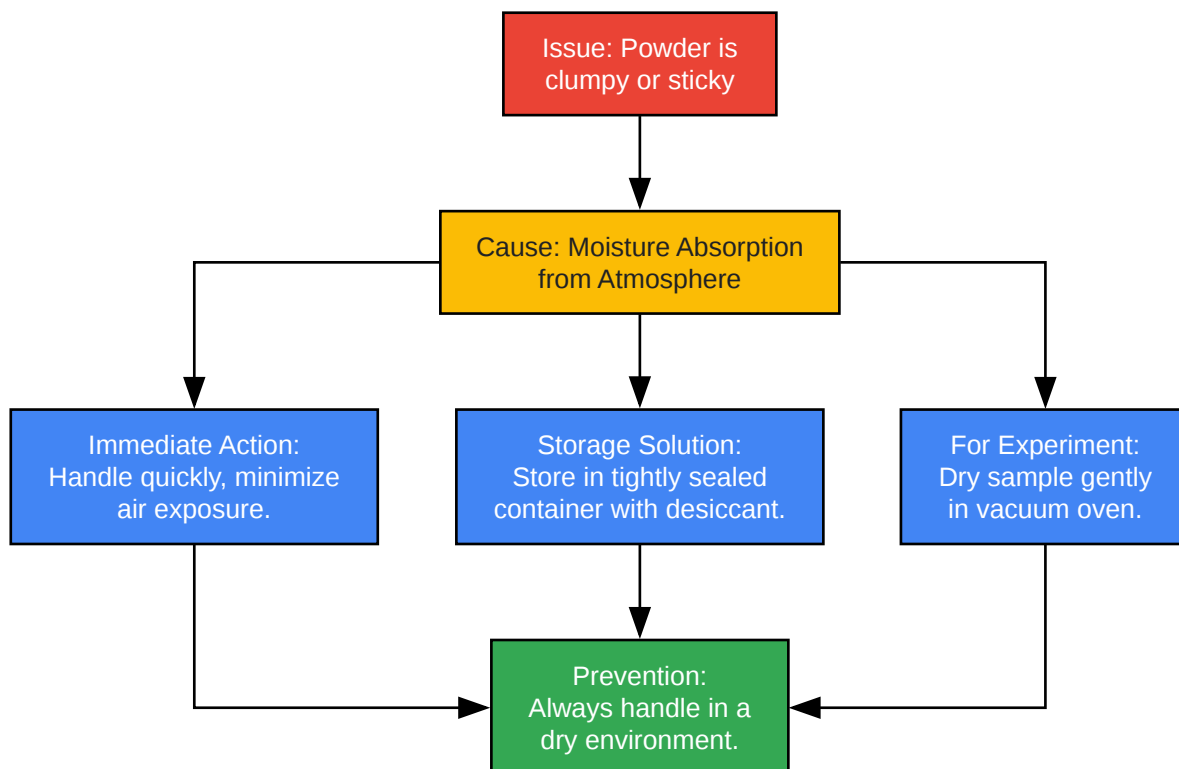 Issue: Powder is
clumpy or sticky
Cause: Moisture Absorption
from Atmosphere
Immediate Action:
Handle quickly, minimize
air exposure.
Storage Solution:
Store in tightly sealed
container with desiccant.
For Experiment:
Dry sample gently
in vacuum oven.
Prevention:
Always handle in a
dry environment.